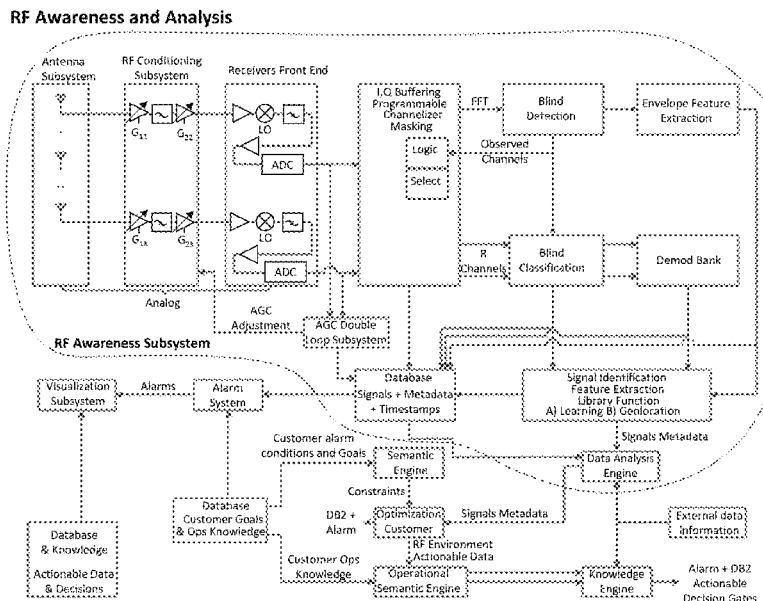 RF Awareness and Analysis
Antenna
Subsystem
RF Conditioning
Subsystem
Receivers Front End
I,Q Buffering
Programmable
Channelizer
Masking
FFT
Blind
Detection
Envelope Feature
Extraction
G11
G22
LO
ADC
Logic
Select
Observed
Channels
G18
G28
LO
ADC
R
Channels
Blind
Classification
Demod Bank
Analog
AGC
Adjustment
AGC Double
Loop Subsystem
RF Awareness Subsystem
Visualization
Subsystem
Alarms
Alarm
System
Database
Signals + Metadata
+ Timestamps
Signal Identification
Feature Extraction
Library Function
A) Learning B) Geolocation
Signals Metadata
Customer alarm
conditions and Goals
Semantic
Engine
Data Analysis
Engine
Constraints
Database
Customer Goals
& Ops Knowledge
DB2 +
Alarm
Optimization
Customer
Signals Metadata
External data
information
Database
& Knowledge
Actionable Data
& Decisions
RF Environment
Actionable Data
Customer Ops
Knowledge
Operational
Semantic Engine
Knowledge
Engine
Alarm + DB2
Actionable
Decision Gates